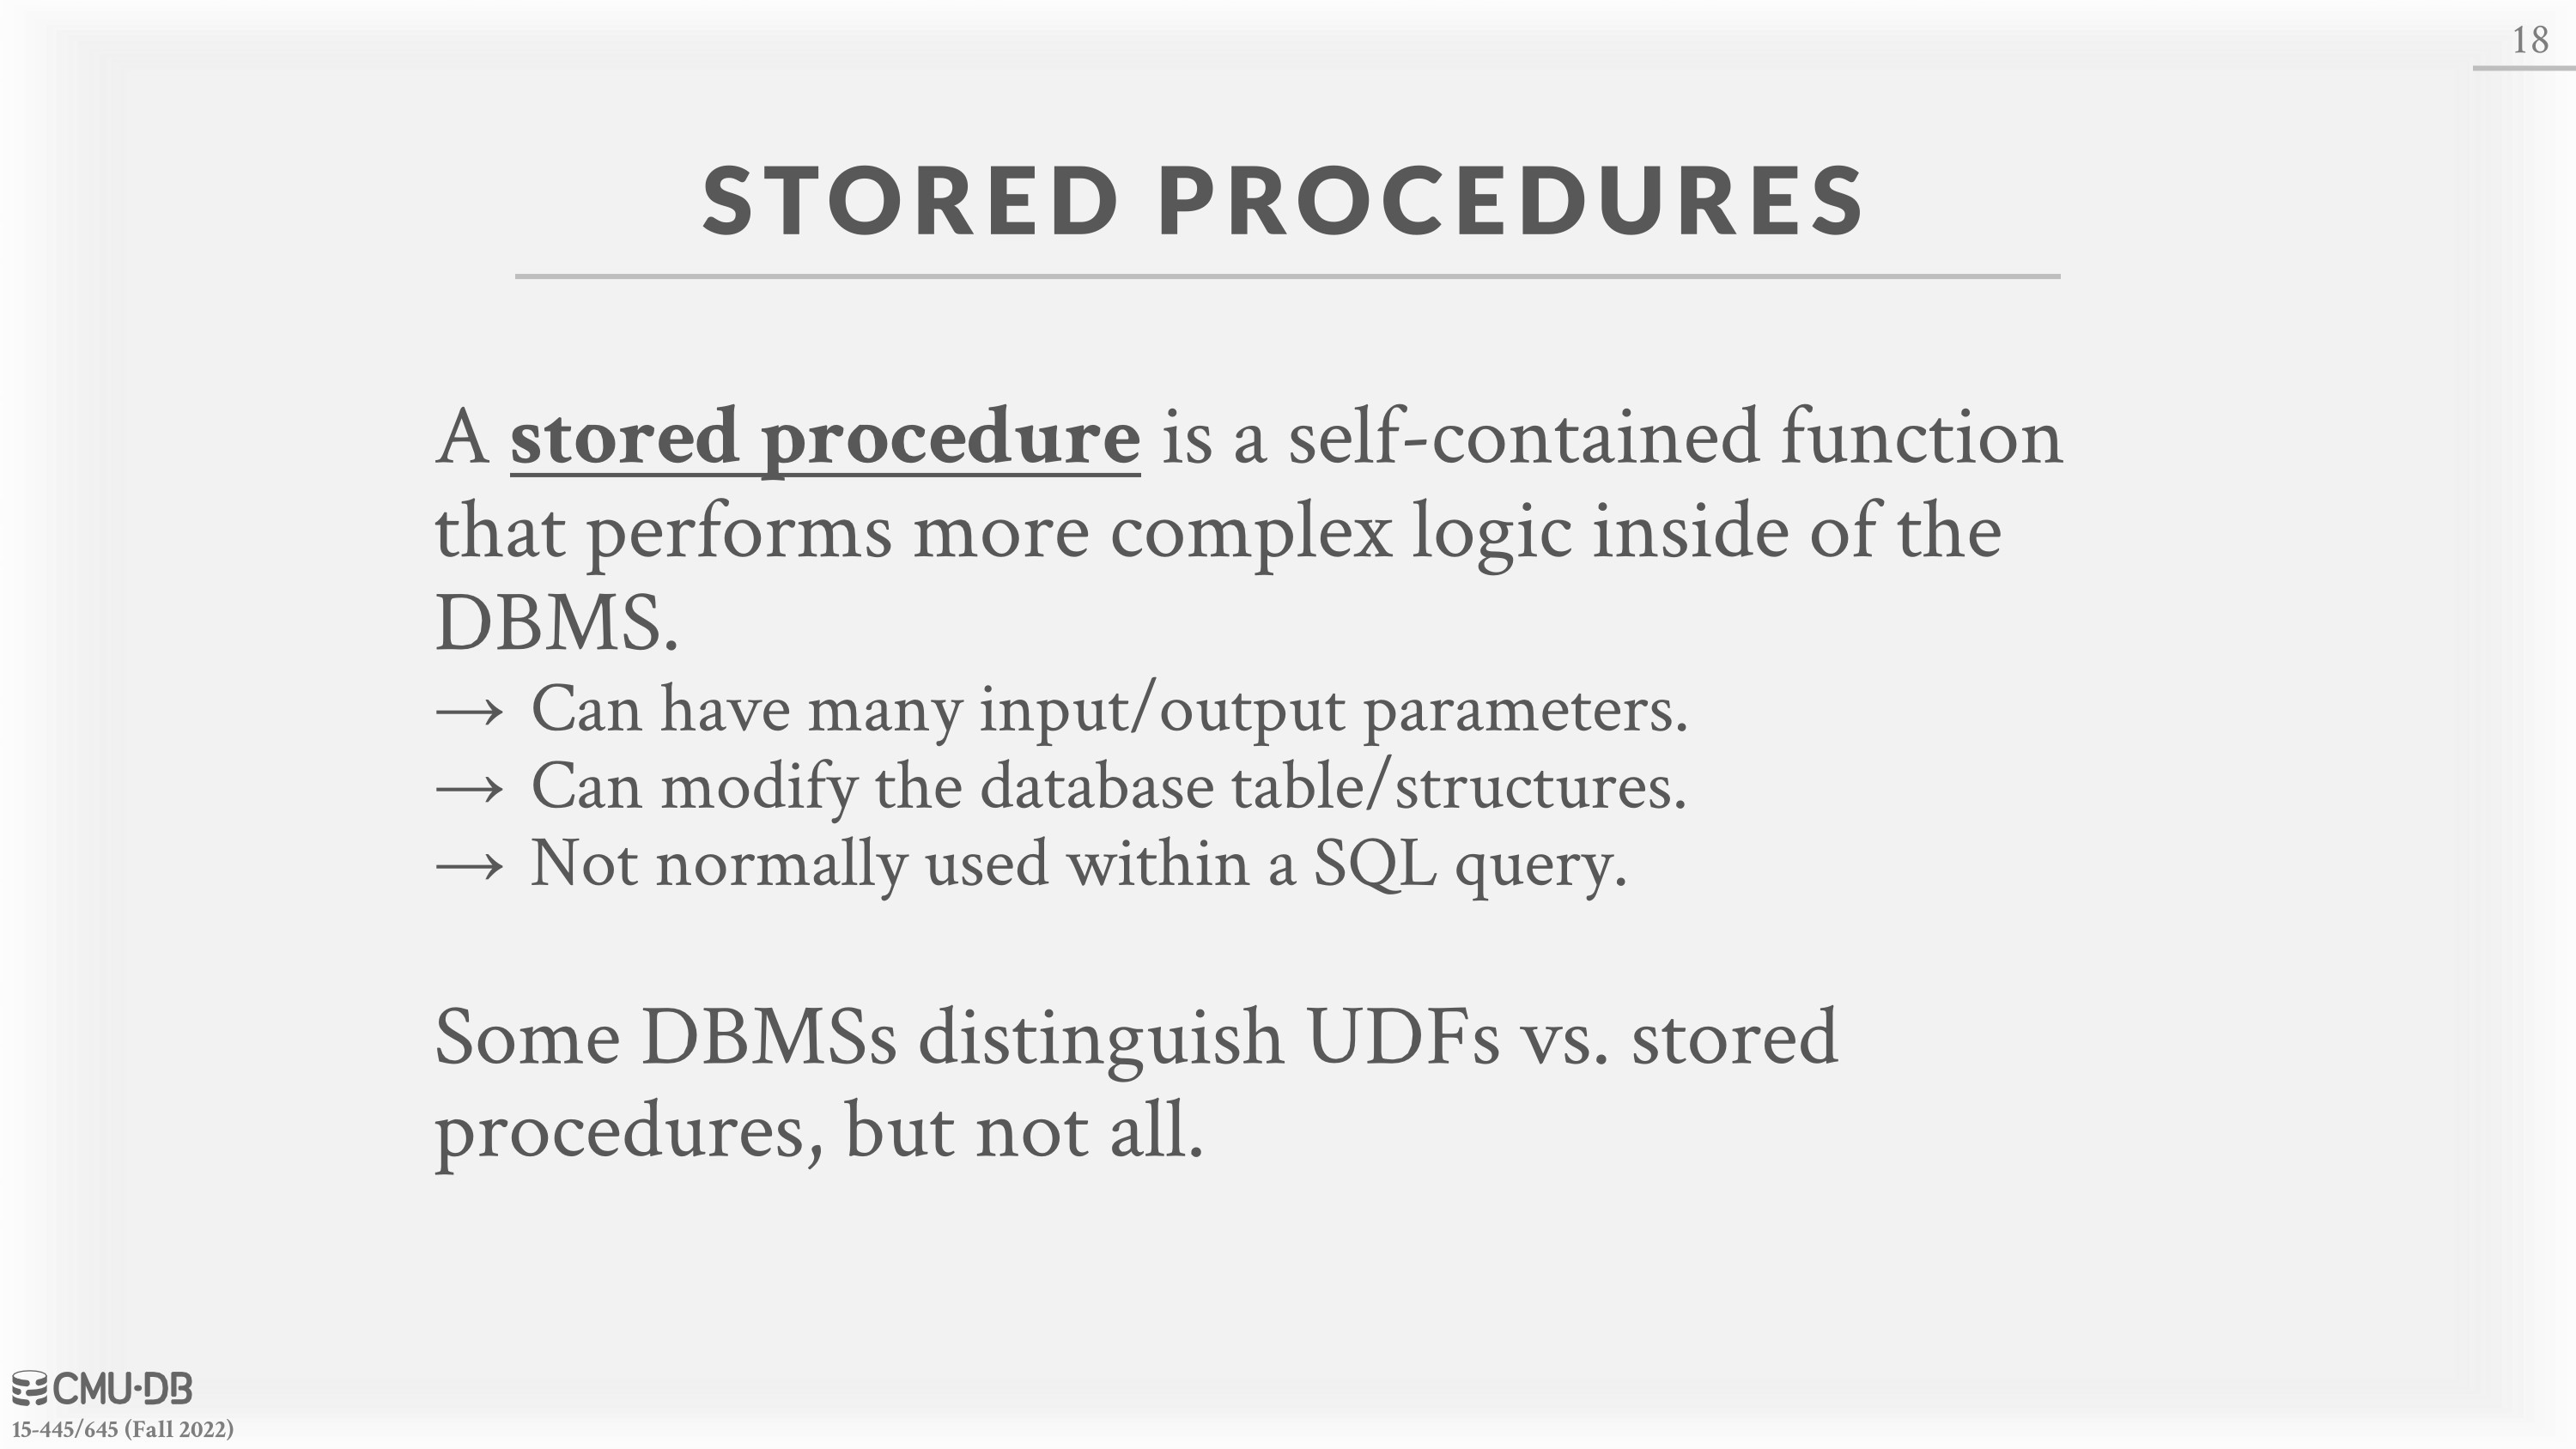 18
STORED PROCEDURES
A stored procedure is a self-contained function
that performs more complex logic inside of the
DBMS.
→ Can have many input/output parameters.
→ Can modify the database table/structures.
→ Not normally used within a SQL query.
Some DBMSs distinguish UDFs vs. stored
procedures, but not all.
CMU·DB
15-445/645 (Fall 2022)